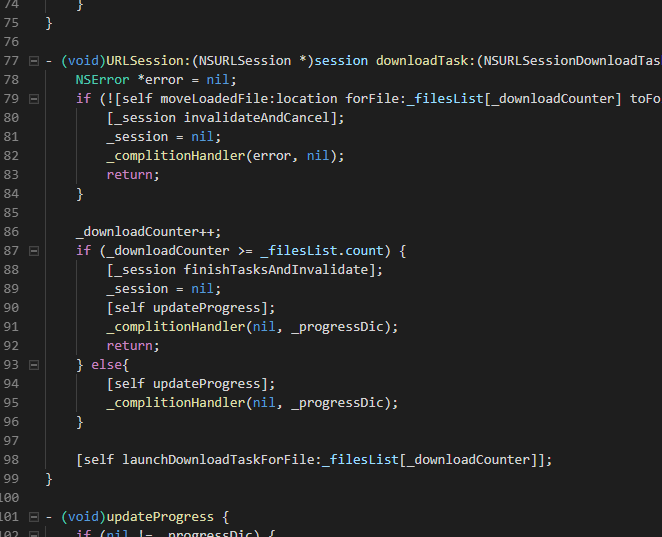 74 }
75 }
76
77 - (void)URLSession:(NSURLSession *)session downloadTask:(NSURLSessionDownloadTas
78 NSError *error = nil;
79 if (![self moveLoadedFile:location forFile:_filesList[_downloadCounter] toFo
80 [_session invalidateAndCancel];
81 _session = nil;
82 _complitionHandler(error, nil);
83 return;
84 }
85
86 _downloadCounter++;
87 if (_downloadCounter >= _filesList.count) {
88 [_session finishTasksAndInvalidate];
89 _session = nil;
90 [self updateProgress];
91 _complitionHandler(nil, _progressDic);
92 return;
93 } else{
94 [self updateProgress];
95 _complitionHandler(nil, _progressDic);
96 }
97
98 [self launchDownloadTaskForFile:_filesList[_downloadCounter]];
99 }
100
101 - (void)updateProgress {
102 if (nil != _progressDic) {